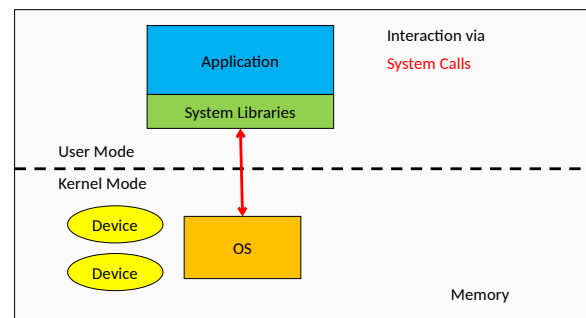 Interaction via
System Calls
Application
System Libraries
User Mode
Kernel Mode
Device
OS
Device
Memory